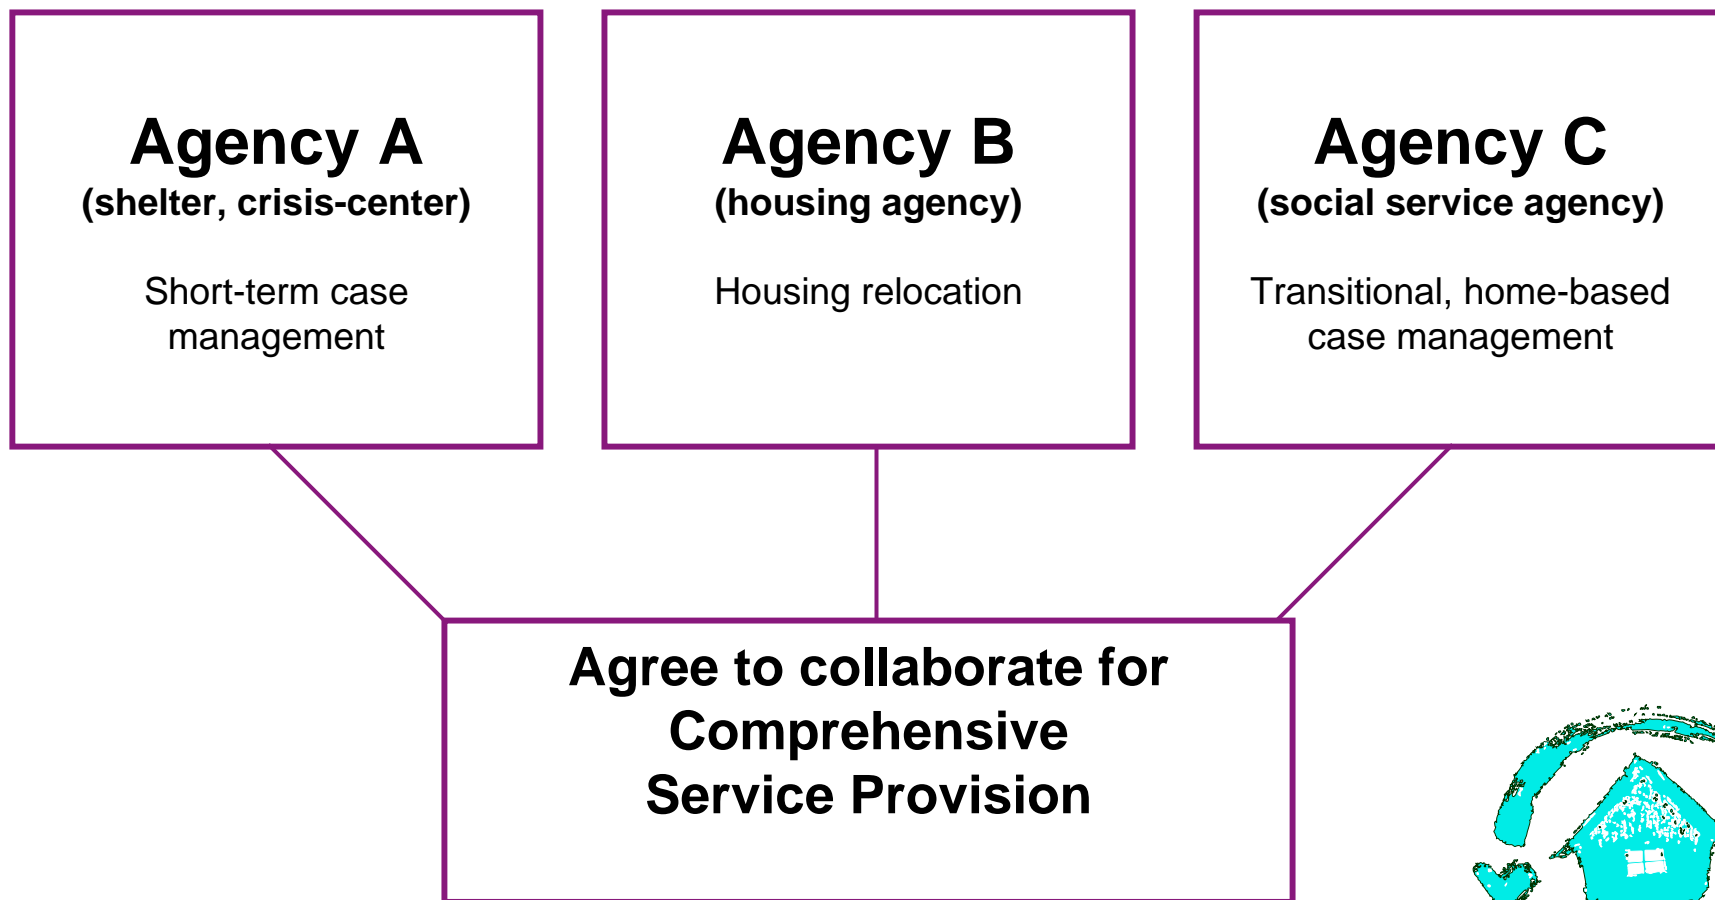 Agency A
(shelter, crisis-center)
Short-term case
management
Agency B
(housing agency)
Housing relocation
Agency C
(social service agency)
Transitional, home-based
case management
Agree to collaborate for
Comprehensive
Service Provision